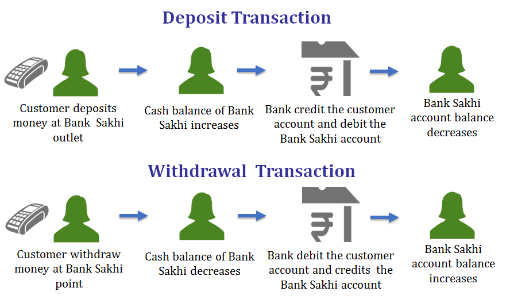 Deposit Transaction
Customer deposits
money at Bank Sakhi
outlet
Cash balance of Bank
Sakhi increases
Bank credit the customer
account and debit the
Bank Sakhi account
Bank Sakhi
account balance
decreases
Withdrawal Transaction
Customer withdraw
money at Bank Sakhi
point
Cash balance of Bank
Sakhi decreases
Bank debit the customer
account and credits the
Bank Sakhi account
Bank Sakhi
account balance
increases